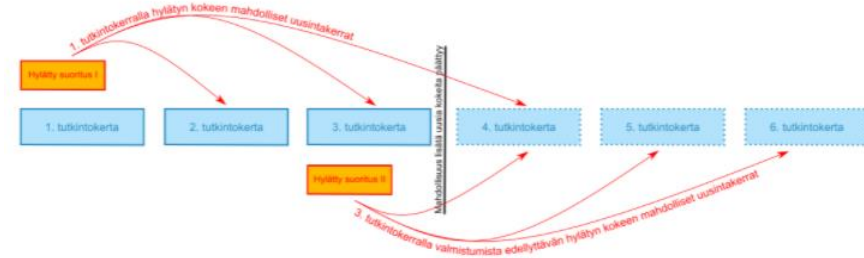 1. tutkintokerralla hylätyn kokeen mahdolliset uusintakerrat
Hylätty suoritus I
Mahdollisuus lisätä uusia kokeita päättyy
1. tutkintokerta
2. tutkintokerta
3. tutkintokerta
4. tutkintokerta
5. tutkintokerta
6. tutkintokerta
Hylätty suoritus II
3. tutkintokerralla valmistumista edellyttävän hylätyn kokeen mahdolliset uusintakerrat